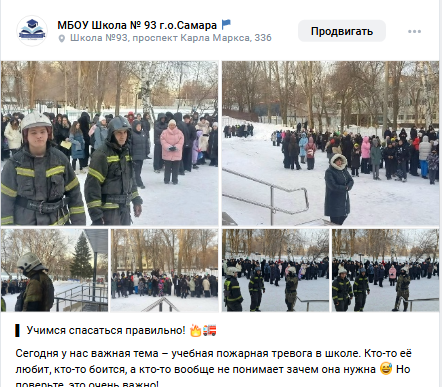 МБОУ Школа № 93 г.о.Самара
Школа №93, проспект Карла Маркса, 336
Продвигать
Учимся спасаться правильно! 🔥🚒
Сегодня у нас важная тема – учебная пожарная тревога в школе. Кто-то её
любит, кто-то боится, а кто-то вообще не понимает зачем она нужна 😅 Но
поверьте, это очень важно!